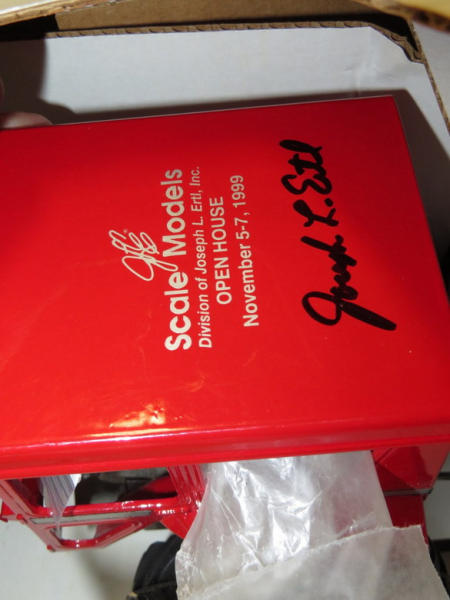 Scale Models
Division of Joseph L. Ertl, Inc.
OPEN HOUSE
November 5-7, 1999
Joseph L. Ertl